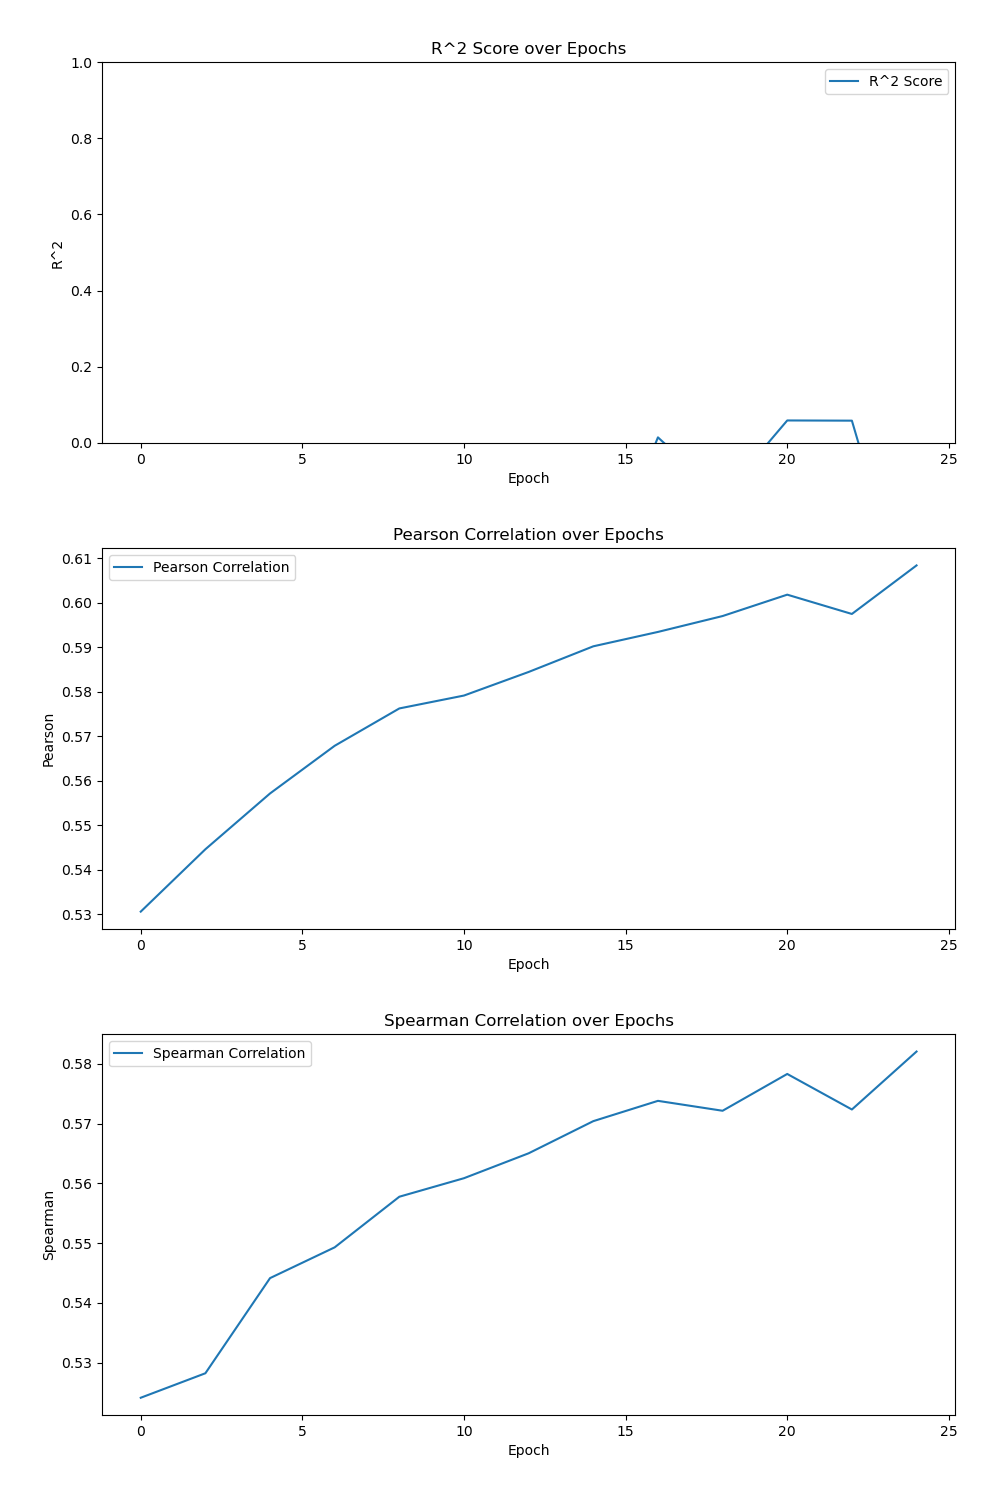 R^2 Score over Epochs
R^2 Score
1.0
0.8
0.6
0.4
0.2
0.0
R^2
0 5 10 15 20 25
Epoch
Pearson Correlation over Epochs
Pearson Correlation
0.61
0.60
0.59
0.58
0.57
0.56
0.55
0.54
0.53
Pearson
0 5 10 15 20 25
Epoch
Spearman Correlation over Epochs
Spearman Correlation
0.58
0.57
0.56
0.55
0.54
0.53
Spearman
0 5 10 15 20 25
Epoch